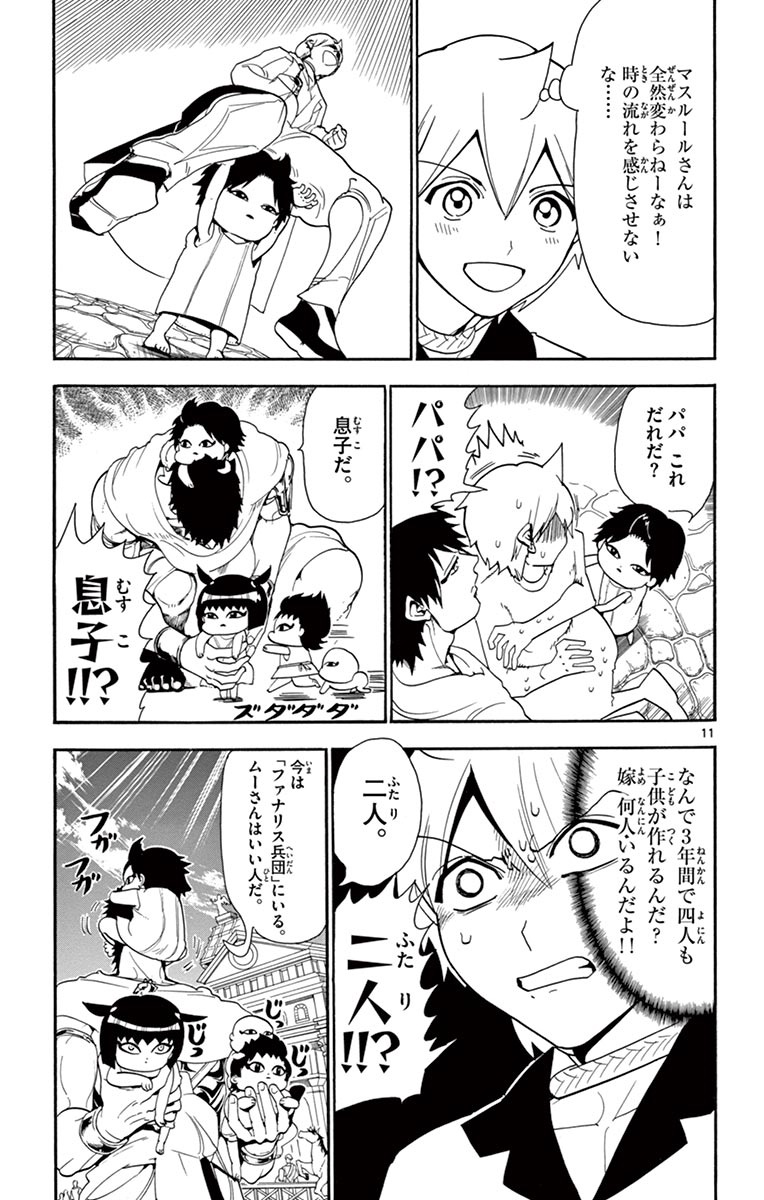 マスルールさんは
全然変わらねーなぁ！
時の流れを感じさせない
な……
パパ これ
だれだ？
パパ!?
息子だ。
息子!!?
ズダダダダ
11
なんで３年間で四人も
子供が作れるんだ？
嫁 何人いるんだよ!!
二人。
二人!!?
今は
「ファナリス兵団」にいる。
ムーさんはいい人だ。
フガ
フガ
じっ
じっ